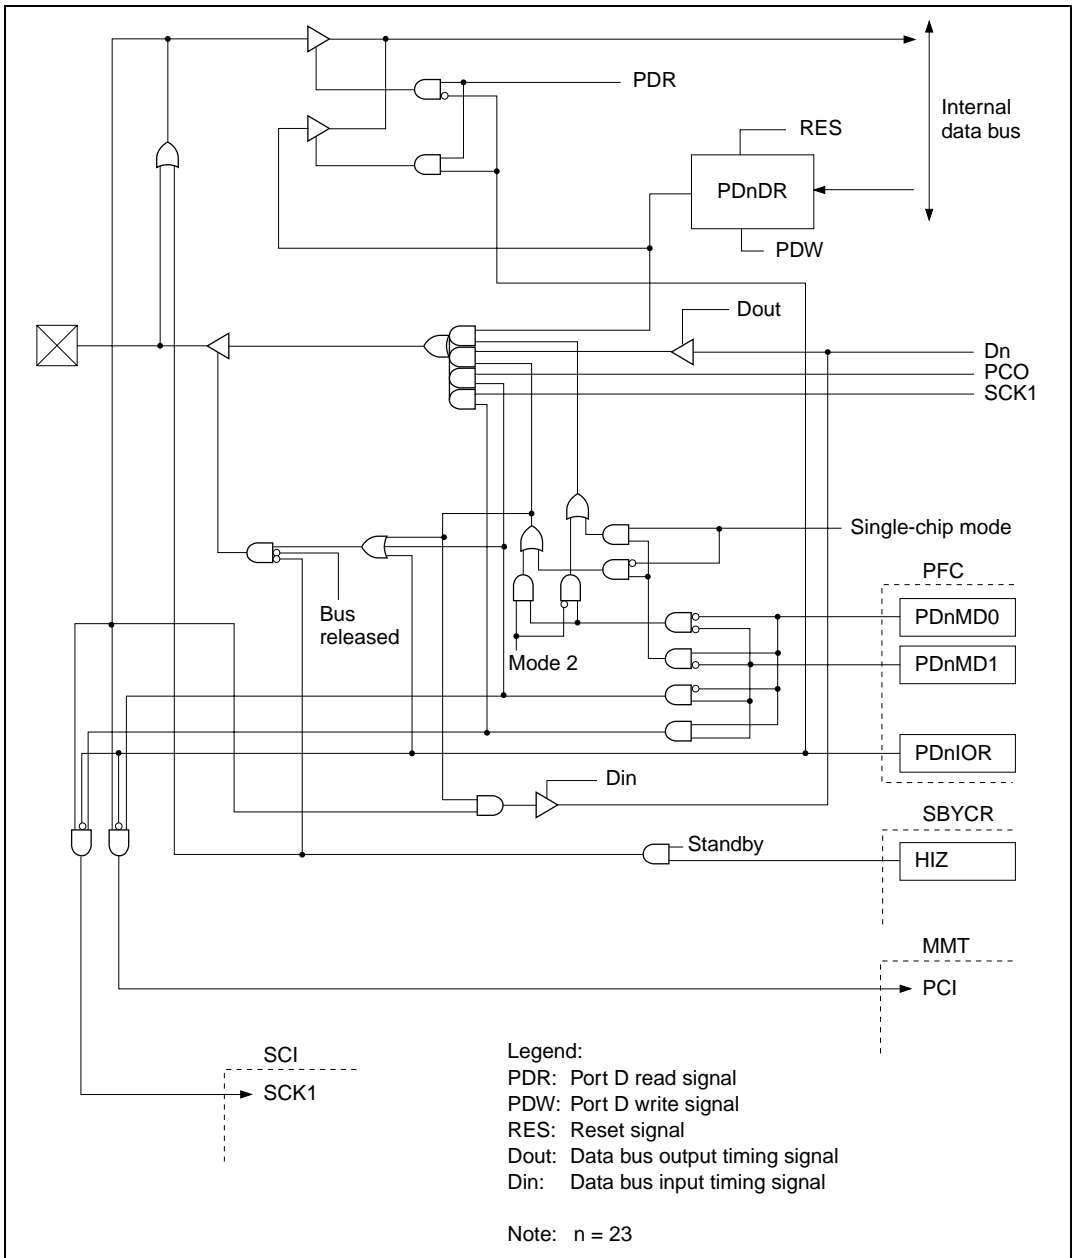 PDR
Internal
data bus
RES
PDnDR
PDW
Dout
Dn
PCO
SCK1
Single-chip mode
PFC
Bus
released
PDnMD0
Mode 2
PDnMD1
PDnIOR
Din
SBYCR
Standby
HIZ
MMT
PCI
SCI
SCK1
Legend:
PDR: Port D read signal
PDW: Port D write signal
RES: Reset signal
Dout: Data bus output timing signal
Din: Data bus input timing signal
Note: n = 23